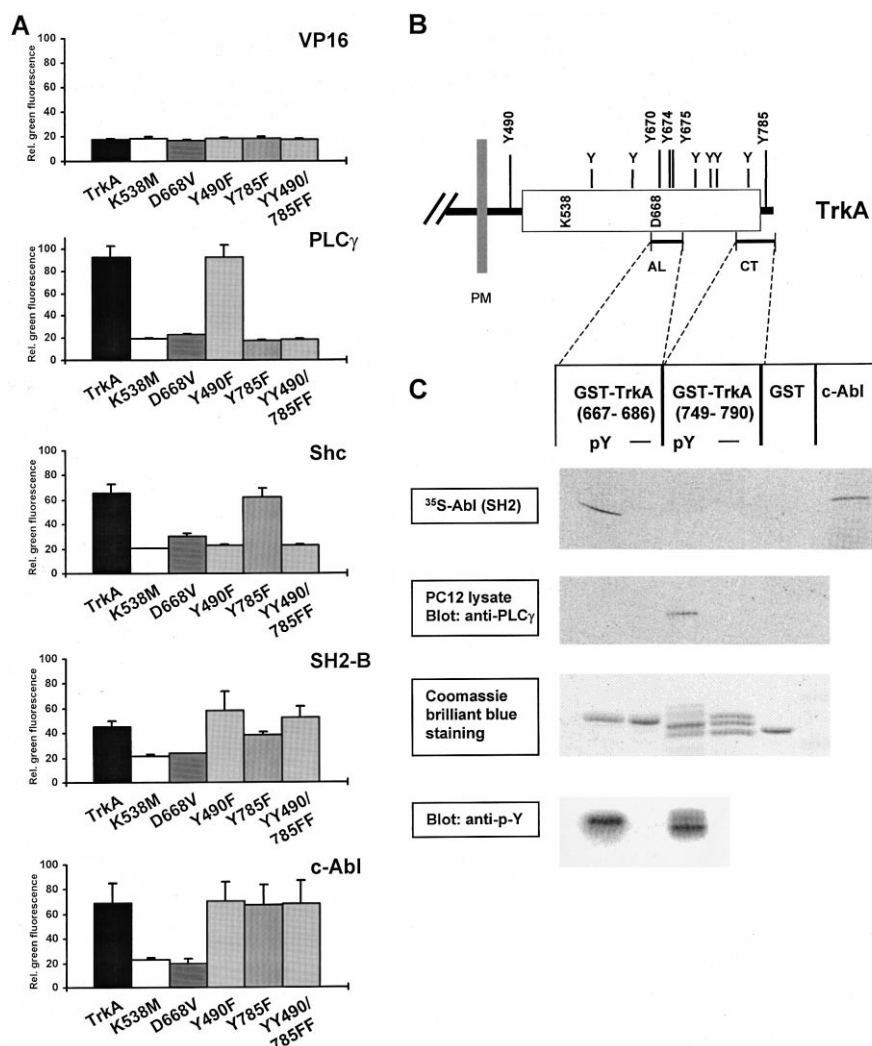 A
VP16
Rel. green fluorescence
100
80
60
40
20
0
TrkA
K538M
D668V
Y490F
Y785F
YY490/
785FF
PLCγ
Rel. green fluorescence
100
80
60
40
20
0
TrkA
K538M
D668V
Y490F
Y785F
YY490/
785FF
Shc
Rel. green fluorescence
100
80
60
40
20
0
TrkA
K538M
D668V
Y490F
Y785F
YY490/
785FF
SH2-B
Rel. green fluorescence
100
80
60
40
20
0
TrkA
K538M
D668V
Y490F
Y785F
YY490/
785FF
c-Abl
Rel. green fluorescence
100
80
60
40
20
0
TrkA
K538M
D668V
Y490F
Y785F
YY490/
785FF
B
Y490 Y670 Y674 Y675 Y785
Y Y Y YY Y
K538 D668
TrkA
PM
AL CT
C
GST-TrkA GST-TrkA GST c-Abl
(667- 686) (749- 790)
pY — pY —
³⁵S-Abl (SH2)
PC12 lysate
Blot: anti-PLCγ
Coomassie
brilliant blue
staining
Blot: anti-p-Y